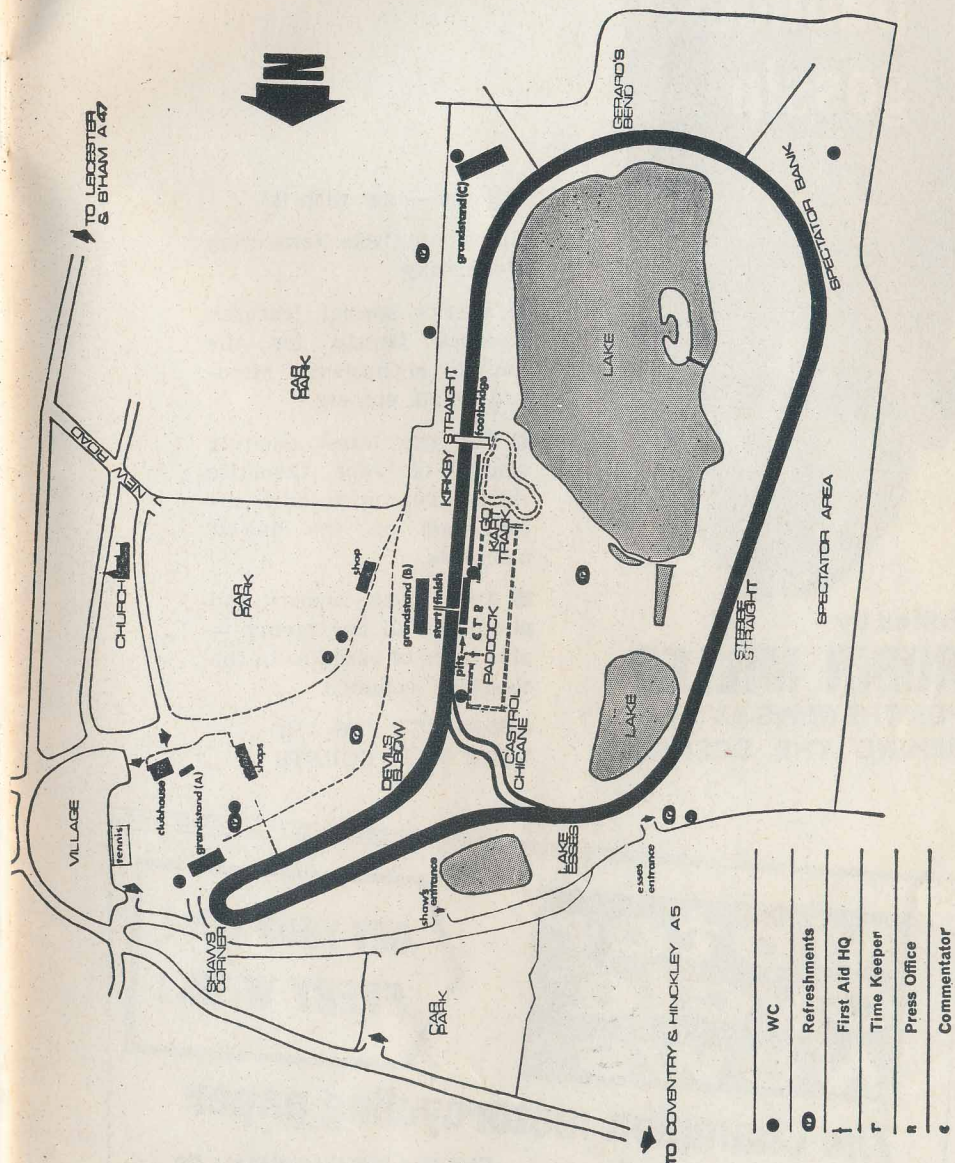 N
TO LEICESTER
& B'HAM A 47
NEW ROAD
CHURCH
CAR
PARK
CAR
PARK
VILLAGE
tennis
clubhouse
grandstand (A)
shops
shop
grandstand (B)
grandstand (C)
GERARD'S
BEND
SPECTATOR BANK
KIRKBY STRAIGHT
footbridge
start finish
pits
C T R
PADDOCK
GO
KART
TRACK
LAKE
LAKE
DEVIL'S
ELBOW
CASTROL
CHICANE
STEBBE
STRAIGHT
SPECTATOR AREA
LAKE
ESSES
SHAW'S
CORNER
shaw's
entrance
esses
entrance
CAR
PARK
TO COVENTRY & HINCKLEY A5
WC
Refreshments
First Aid HQ
T Time Keeper
R Press Office
C Commentator